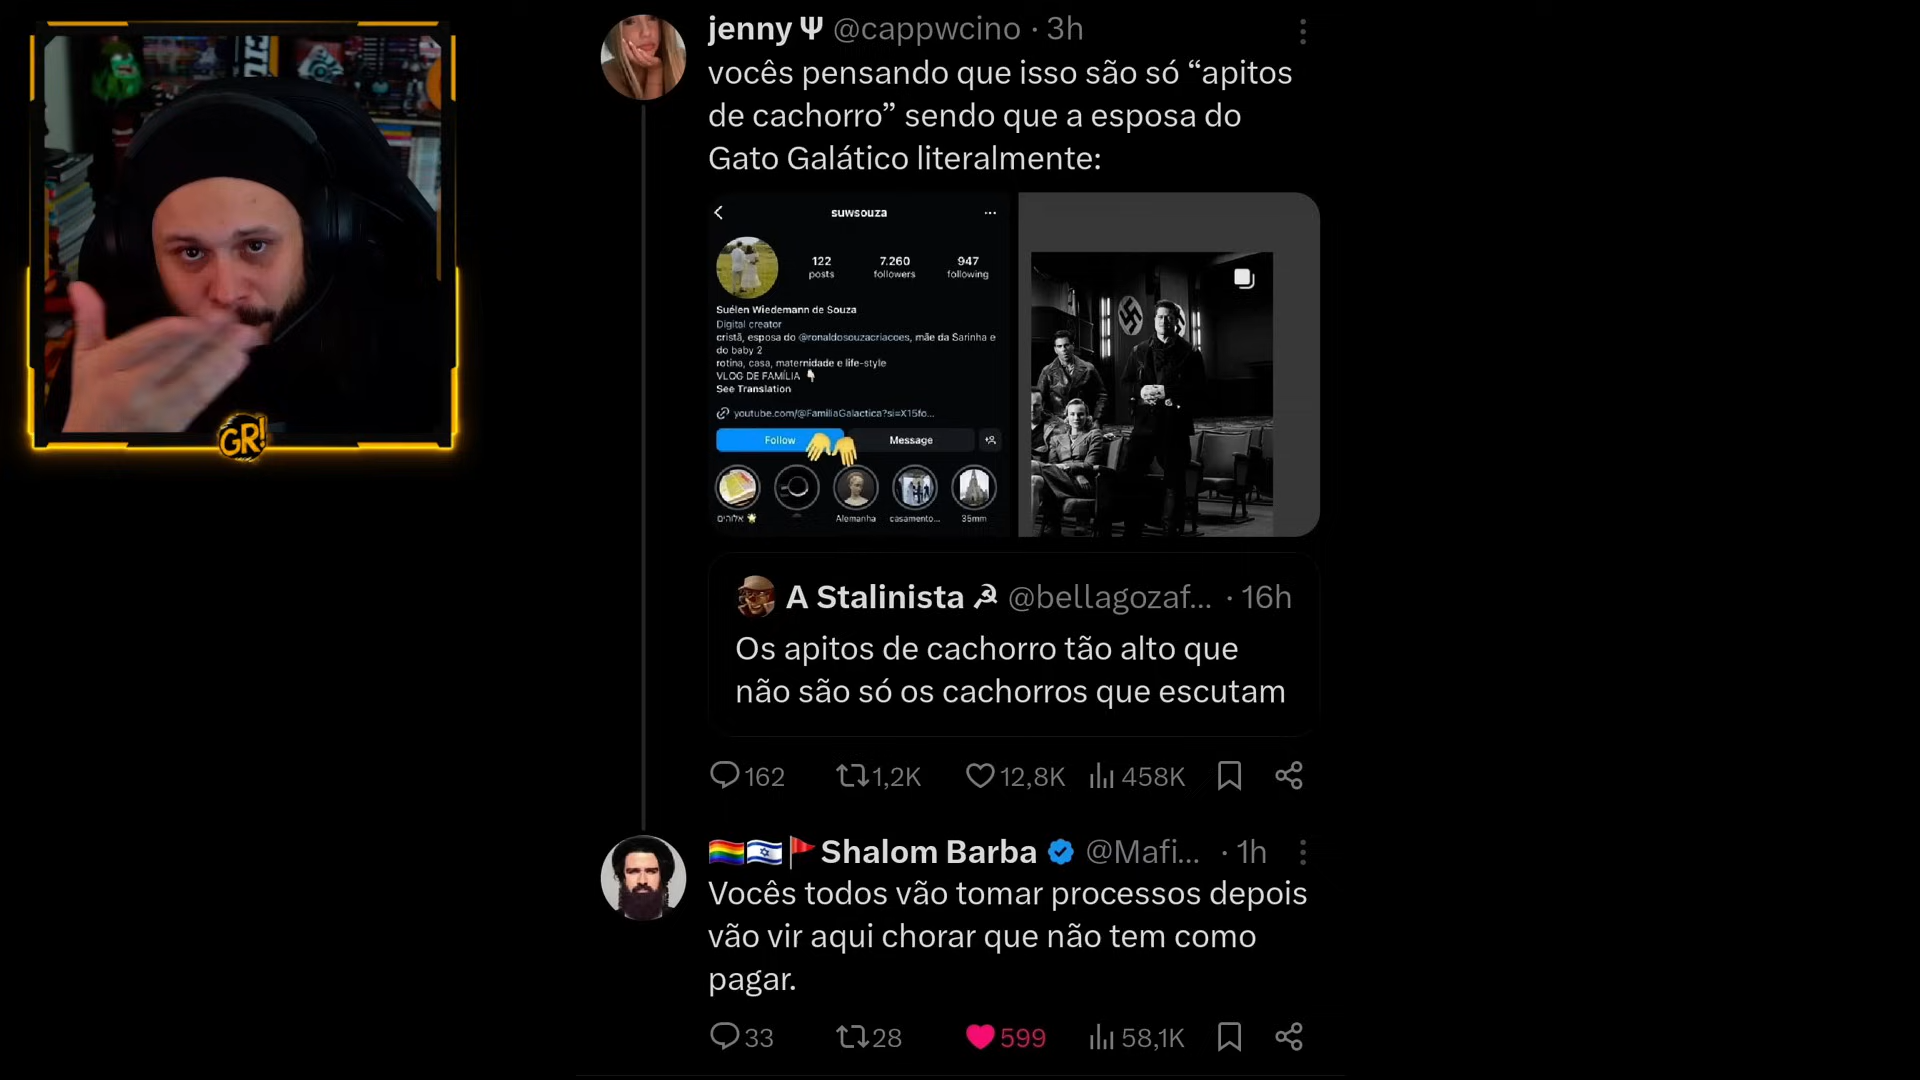 jenny Ψ @cappwcino · 3h
vocês pensando que isso são só “apitos
de cachorro” sendo que a esposa do
Gato Galático literalmente:
suwsouza
122
posts
7.260
followers
947
following
Suélen Wiedemann de Souza
Digital creator
cristã, esposa do @ronaldosouzacriacoes, mãe da Sarinha e
do baby 2
rotina, casa, maternidade e life-style
VLOG DE FAMÍLIA 👇🏻
See Translation
youtube.com/@FamiliaGalactica?si=X15fo...
Follow
Message
אלוהים
Alemanha
casamento...
35mm
A Stalinista ☭ @bellagozaf... · 16h
Os apitos de cachorro tão alto que
não são só os cachorros que escutam
162
1,2K
12,8K
458K
🏳️‍🌈🇮🇱🚩Shalom Barba @Mafi... · 1h
Vocês todos vão tomar processos depois
vão vir aqui chorar que não tem como
pagar.
33
28
599
58,1K
GR!